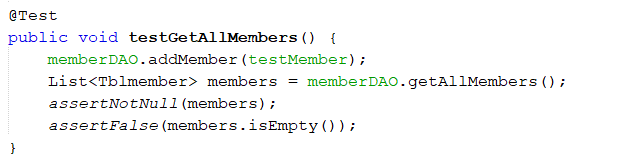 @Test
public void testGetAllMembers() {
    memberDAO.addMember(testMember);
    List<Tblmember> members = memberDAO.getAllMembers();
    assertNotNull(members);
    assertFalse(members.isEmpty());
}